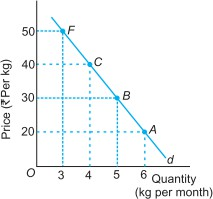 Price (₹ Per kg)
50
40
30
20
F
C
B
A
d
O
3 4 5 6
Quantity
(kg per month)